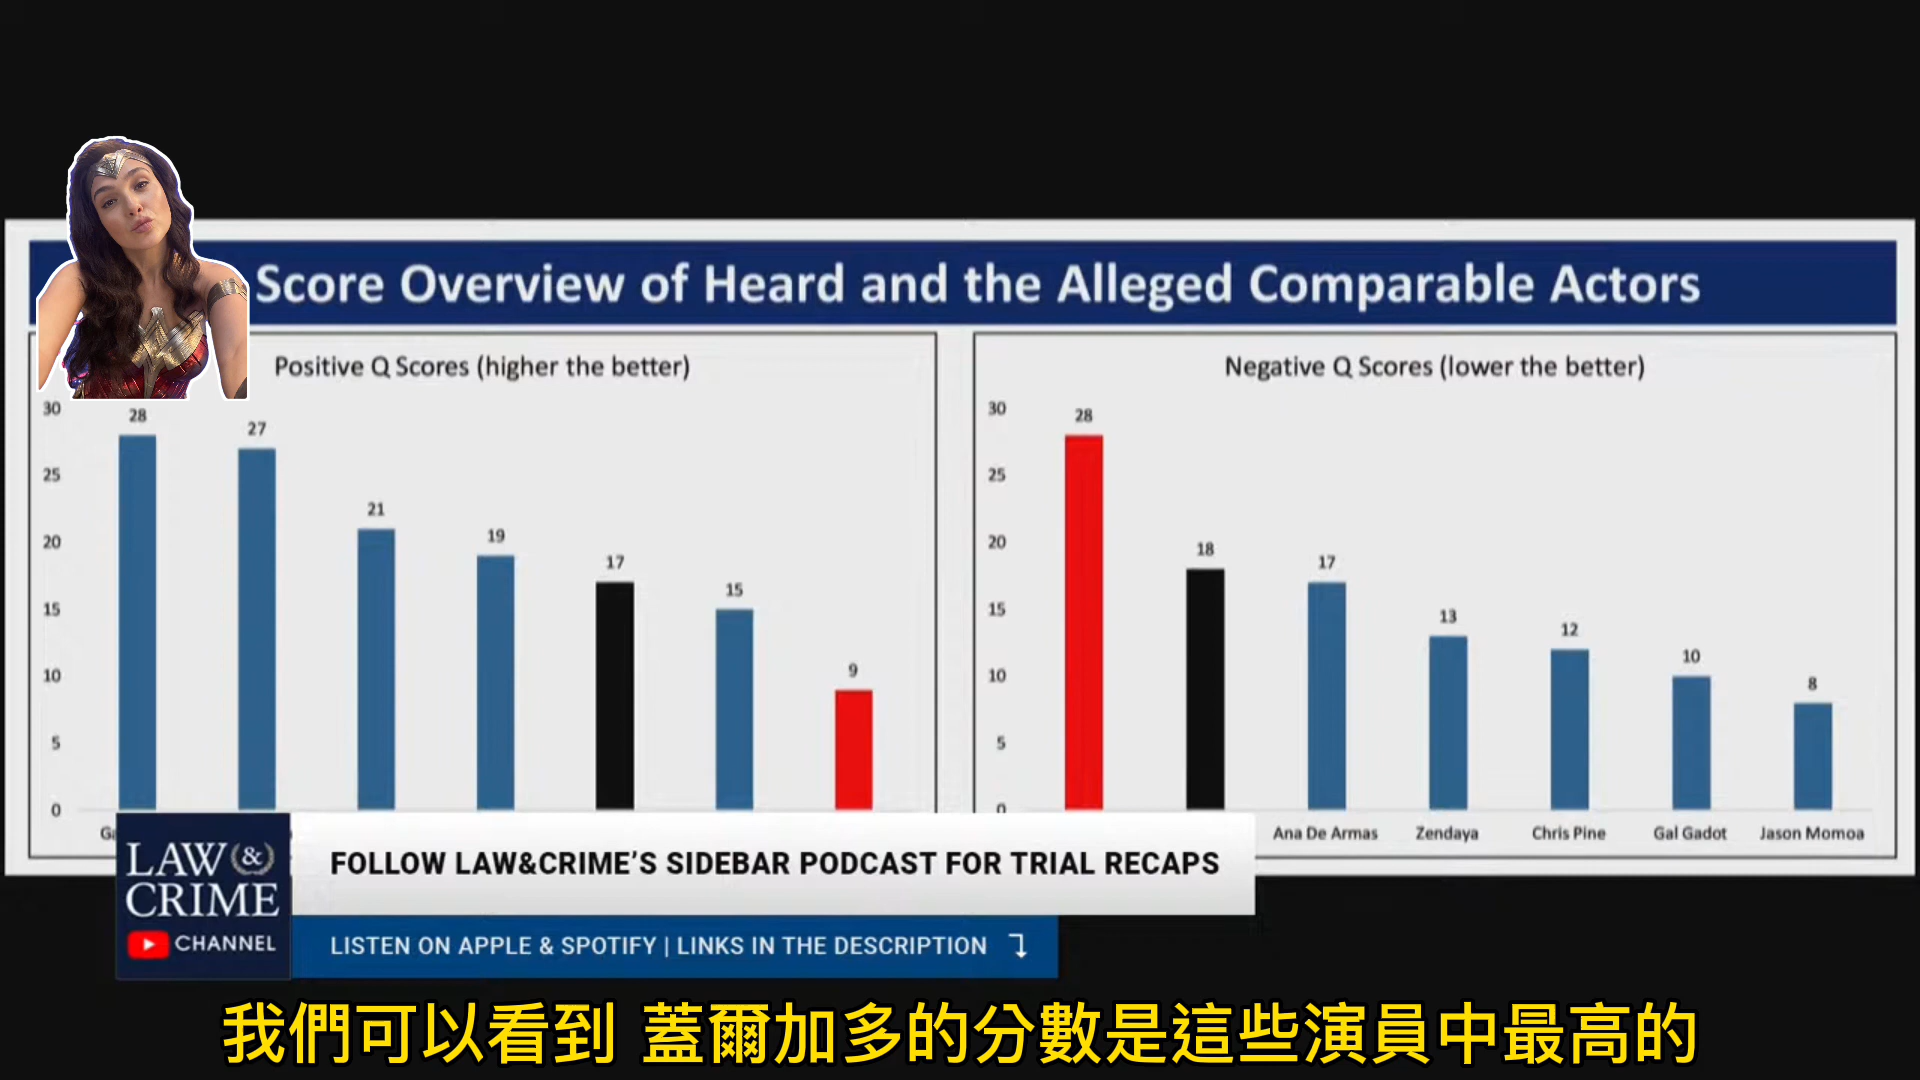 Score Overview of Heard and the Alleged Comparable Actors
Positive Q Scores (higher the better)
30
25
20
15
10
5
0
28
27
21
19
17
15
9
Negative Q Scores (lower the better)
30
25
20
15
10
5
0
28
18
17
13
12
10
8
Ana De Armas
Zendaya
Chris Pine
Gal Gadot
Jason Momoa
LAW &
CRIME
CHANNEL
FOLLOW LAW&CRIME’S SIDEBAR PODCAST FOR TRIAL RECAPS
LISTEN ON APPLE & SPOTIFY | LINKS IN THE DESCRIPTION
我們可以看到 蓋爾加多的分數是這些演員中最高的